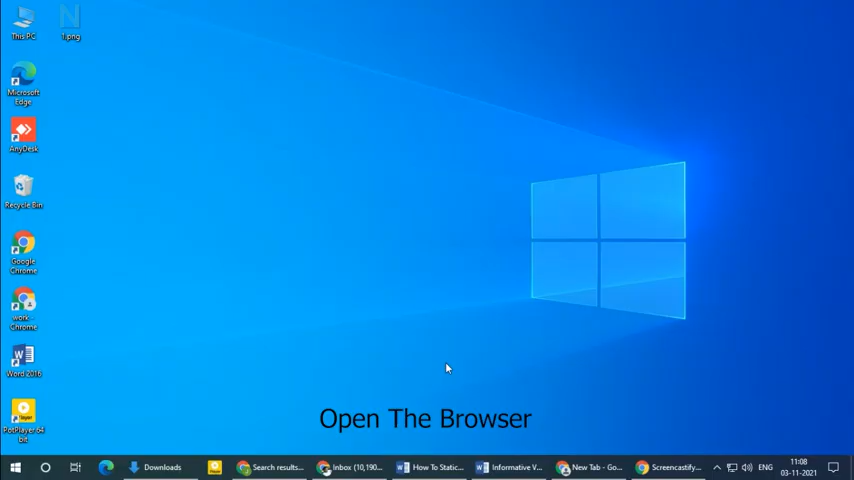 This PC
1.png
Microsoft
Edge
AnyDesk
Recycle Bin
Google
Chrome
work -
Chrome
Word 2016
PotPlayer 64
bit
Open The Browser
Downloads
Search results...
Inbox (10,190...
How To Static...
Informative V...
New Tab - Go...
Screencastify...
ENG
11:08
03-11-2021